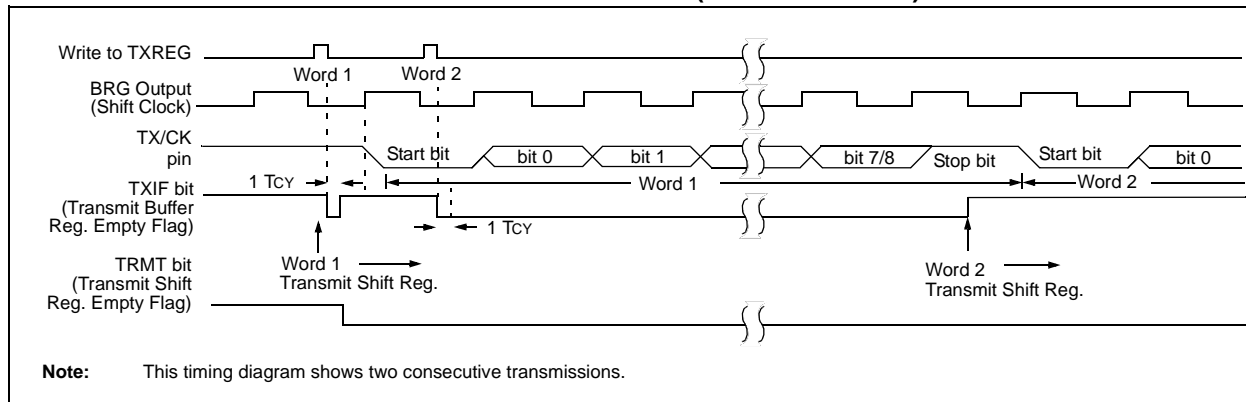 Write to TXREG
Word 1
Word 2
BRG Output
(Shift Clock)
TX/CK
pin
Start bit
bit 0
bit 1
bit 7/8
Stop bit
Start bit
bit 0
1 TCY
Word 1
Word 2
TXIF bit
(Transmit Buffer
Reg. Empty Flag)
1 TCY
Word 1
Transmit Shift Reg.
Word 2
Transmit Shift Reg.
TRMT bit
(Transmit Shift
Reg. Empty Flag)
Note: This timing diagram shows two consecutive transmissions.